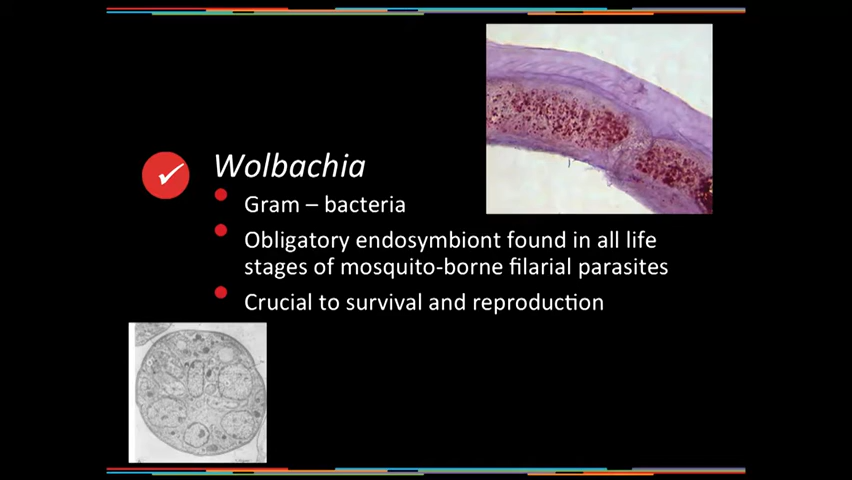 Wolbachia
Gram – bacteria
Obligatory endosymbiont found in all life
stages of mosquito-borne filarial parasites
Crucial to survival and reproduction